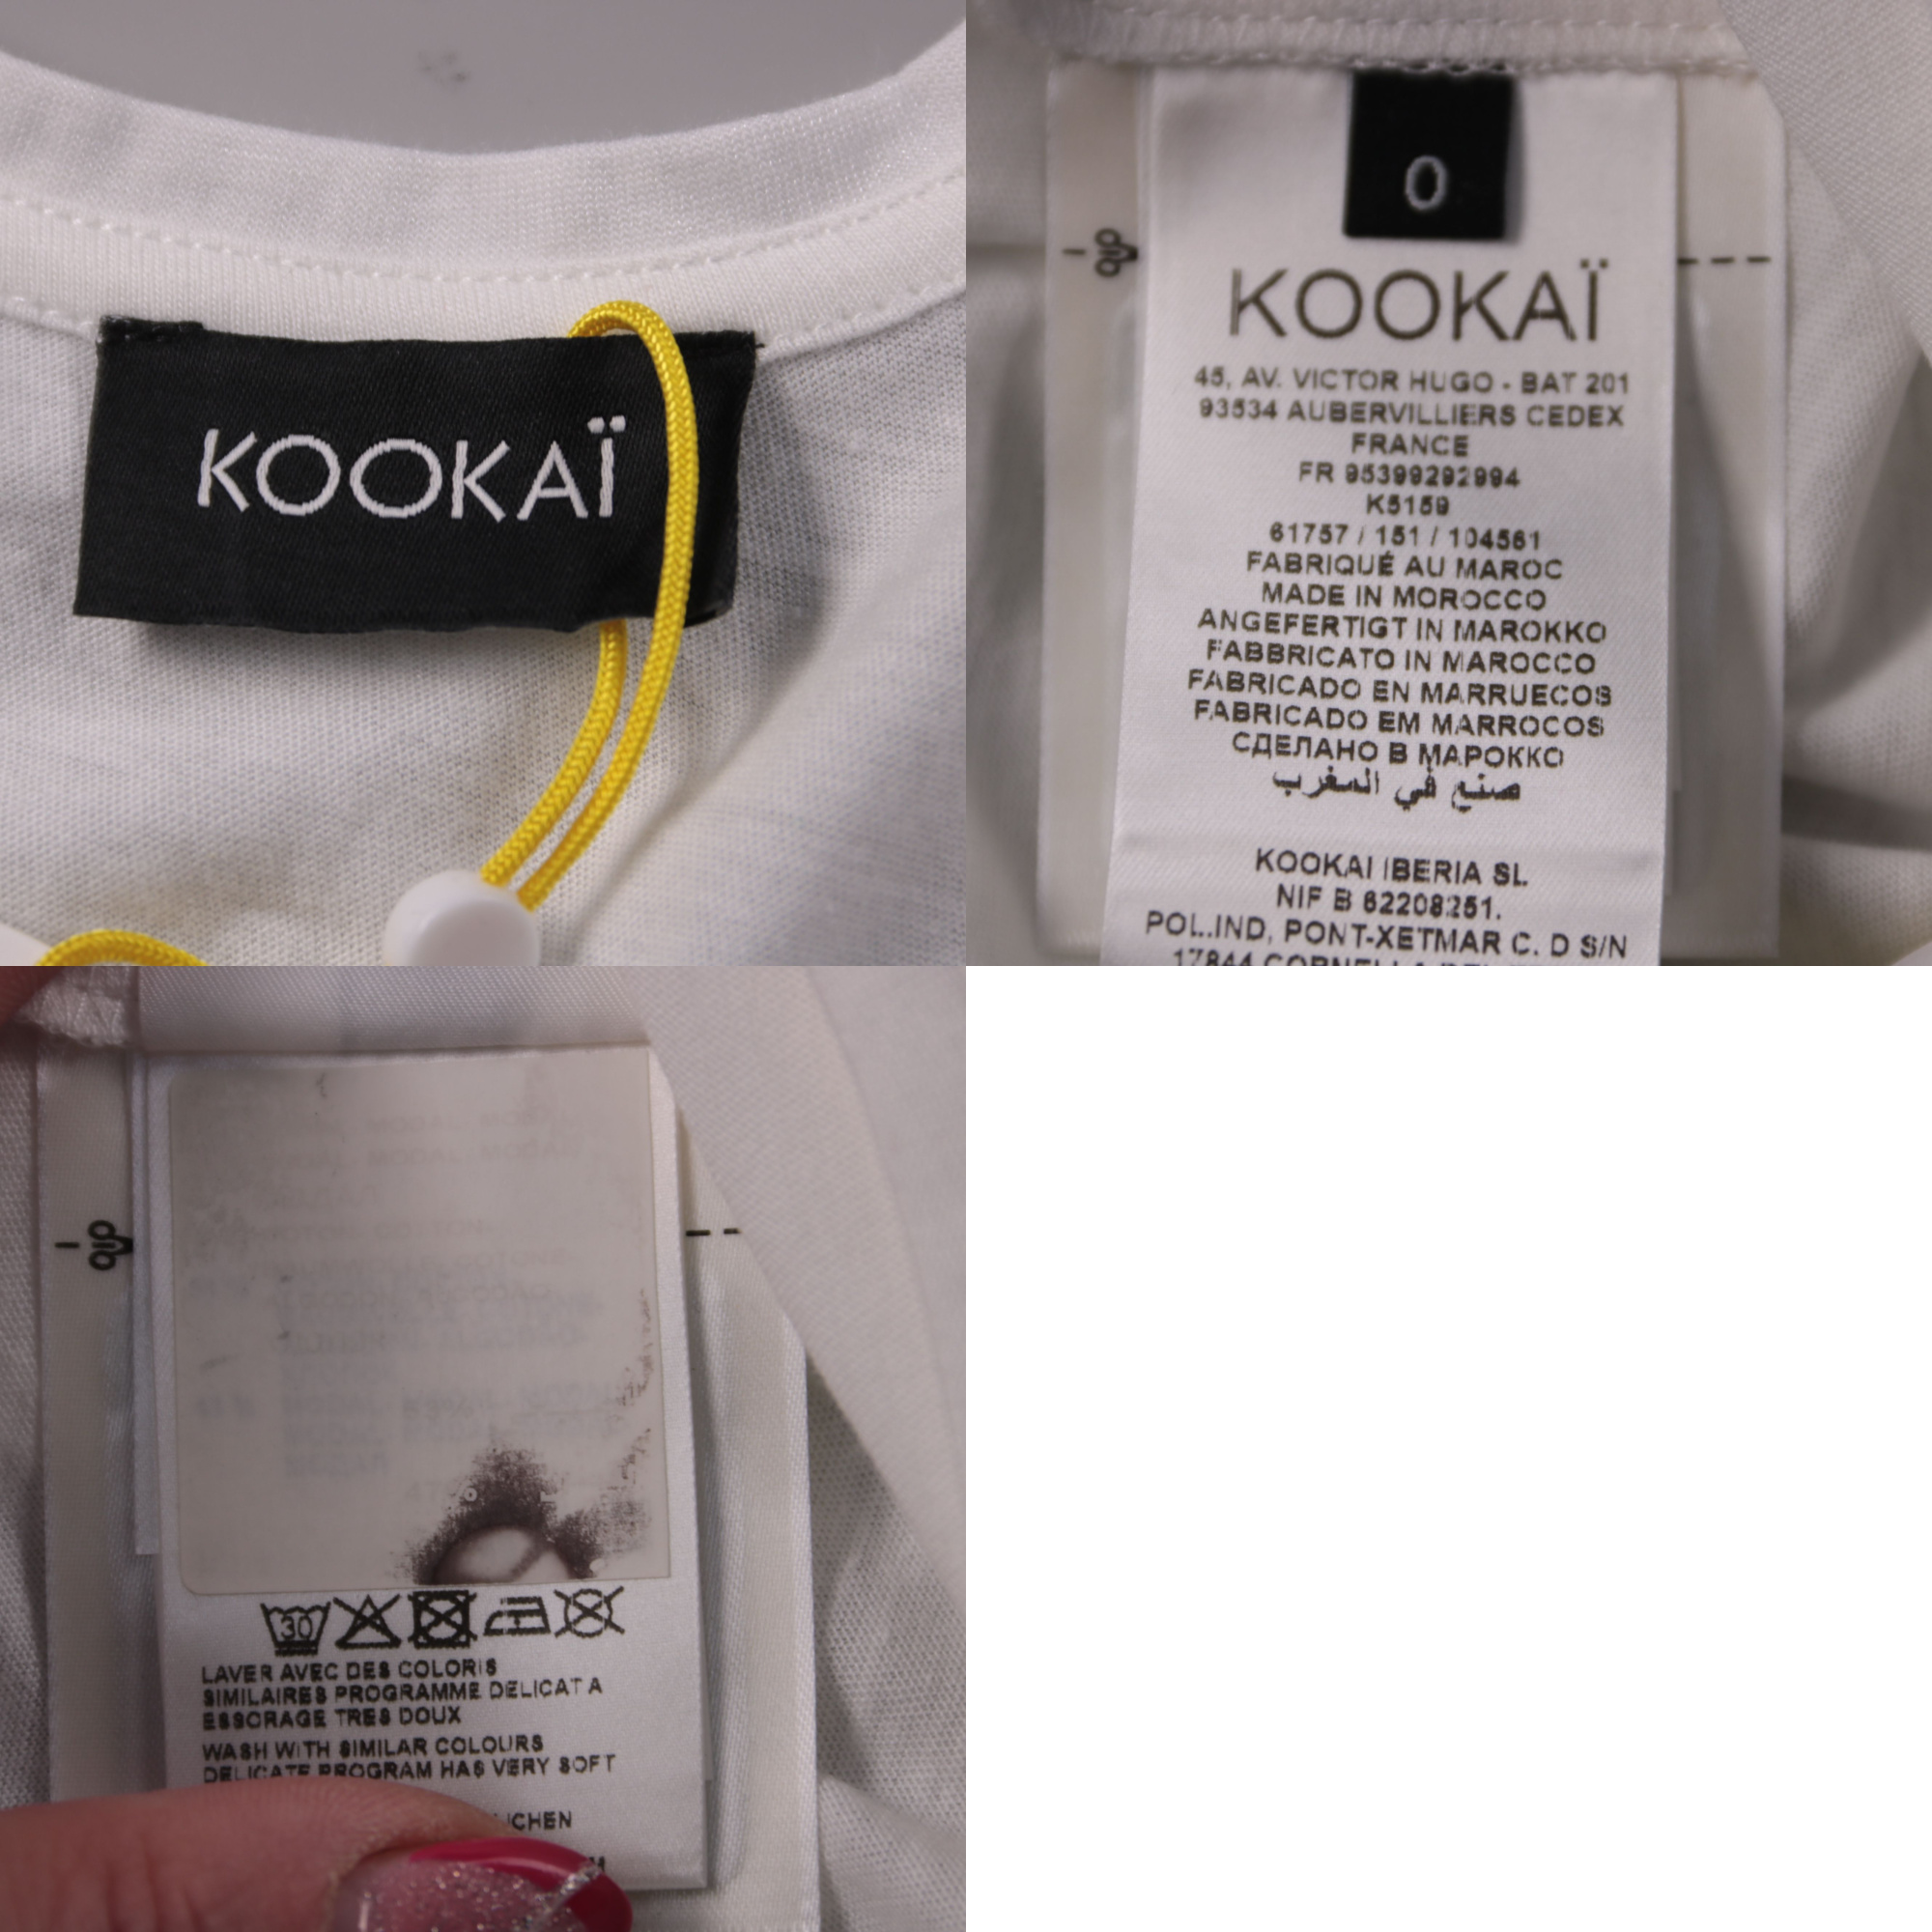 KOOKAÏ
0
KOOKAÏ
45, AV. VICTOR HUGO - BAT 201
93534 AUBERVILLIERS CEDEX
FRANCE
FR 95399292994
K5159
61757 / 151 / 104561
FABRIQUÉ AU MAROC
MADE IN MOROCCO
ANGEFERTIGT IN MAROKKO
FABBRICATO IN MAROCCO
FABRICADO EN MARRUECOS
FABRICADO EM MARROCOS
СДЕЛАНО В МАРОККО
صنع في المغرب
KOOKAI IBERIA SL
NIF B 62208251.
POL.IND, PONT-XETMAR C. D S/N
17844
30
LAVER AVEC DES COLORIS
SIMILAIRES PROGRAMME DELICAT A
ESSORAGE TRES DOUX
WASH WITH SIMILAR COLOURS
DELICATE PROGRAM HAS VERY SOFT